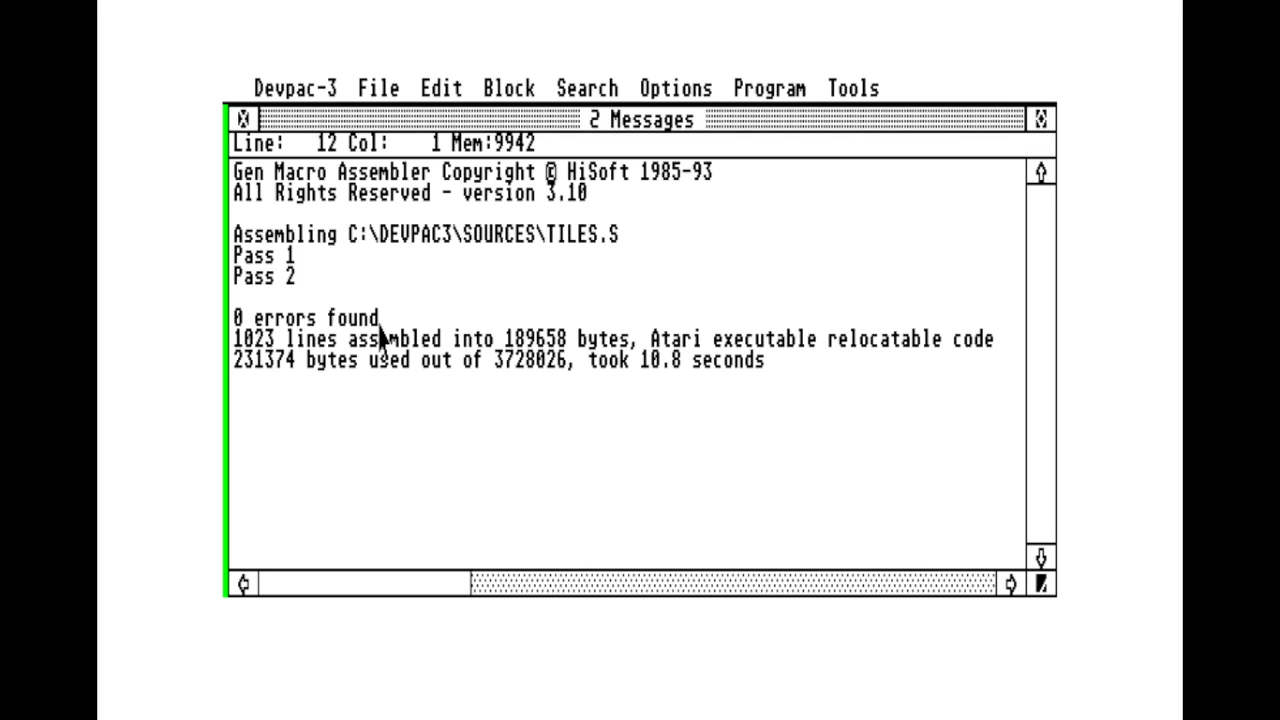 Devpac-3 File Edit Block Search Options Program Tools
2 Messages
Line: 12 Col: 1 Mem:9942
Gen Macro Assembler Copyright © HiSoft 1985-93
All Rights Reserved - version 3.10
Assembling C:\DEVPAC3\SOURCES\TILES.S
Pass 1
Pass 2
0 errors found
1023 lines assembled into 189658 bytes, Atari executable relocatable code
231374 bytes used out of 3728026, took 10.8 seconds